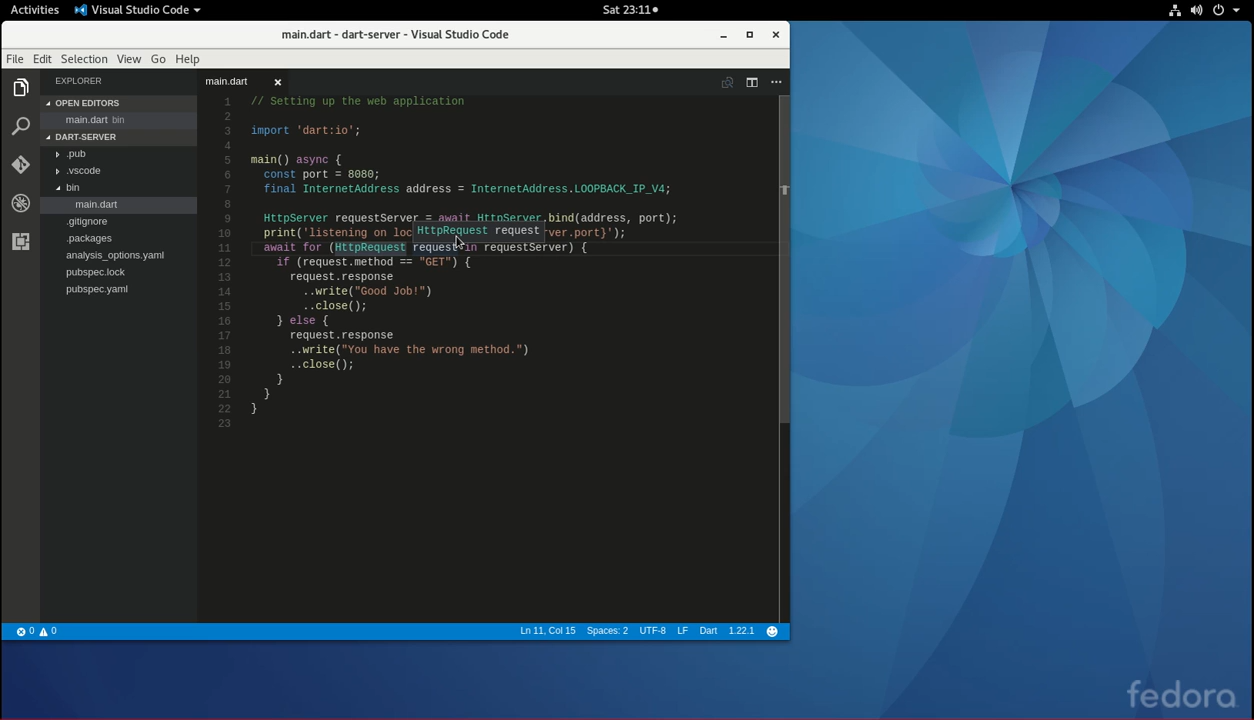 Activities Visual Studio Code Sat 23:11
main.dart - dart-server - Visual Studio Code
File Edit Selection View Go Help
EXPLORER
OPEN EDITORS
main.dart bin
DART-SERVER
.pub
.vscode
bin
main.dart
.gitignore
.packages
analysis_options.yaml
pubspec.lock
pubspec.yaml
main.dart
1 // Setting up the web application
2
3 import 'dart:io';
4
5 main() async {
6 const port = 8080;
7 final InternetAddress address = InternetAddress.LOOPBACK_IP_V4;
8
9 HttpServer requestServer = await HttpServer.bind(address, port);
HttpRequest request
10 print('listening on loc ver.port}');
11 await for (HttpRequest request in requestServer) {
12 if (request.method == "GET") {
13 request.response
14 ..write("Good Job!")
15 ..close();
16 } else {
17 request.response
18 ..write("You have the wrong method.")
19 ..close();
20 }
21 }
22 }
23
0 0 Ln 11, Col 15 Spaces: 2 UTF-8 LF Dart 1.22.1
fedora